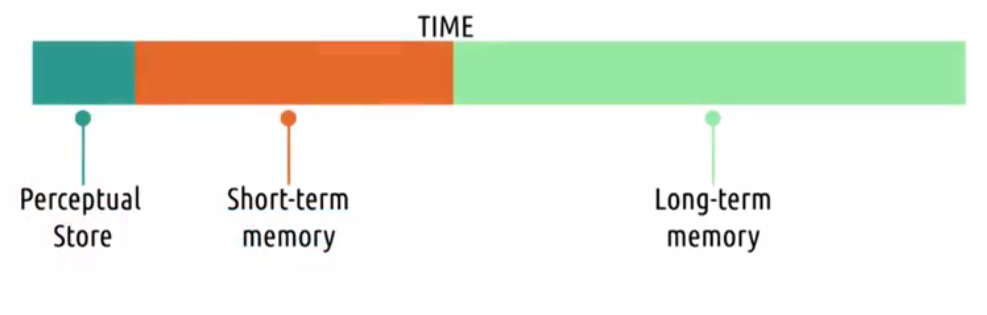 TIME
Perceptual
Store
Short-term
memory
Long-term
memory